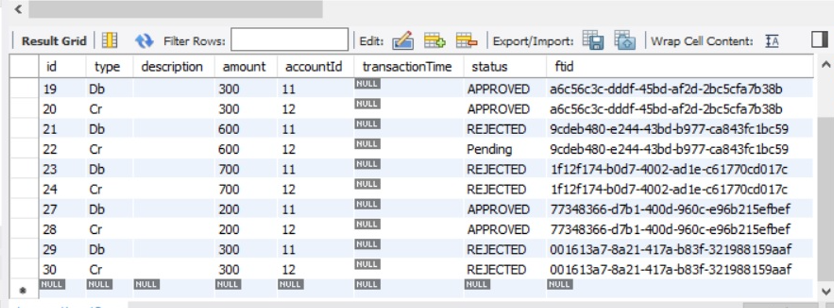 Result Grid Filter Rows: Edit: Export/Import: Wrap Cell Content: IA
id type description amount accountId transactionTime status ftid
19 Db 300 11 NULL APPROVED a6c56c3c-dddf-45bd-af2d-2bc5cfa7b38b
20 Cr 300 12 NULL APPROVED a6c56c3c-dddf-45bd-af2d-2bc5cfa7b38b
21 Db 600 11 NULL REJECTED 9cdeb480-e244-43bd-b977-ca843fc1bc59
22 Cr 600 12 NULL Pending 9cdeb480-e244-43bd-b977-ca843fc1bc59
23 Db 700 11 NULL REJECTED 1f12f174-b0d7-4002-ad1e-c61770cd017c
24 Cr 700 12 NULL REJECTED 1f12f174-b0d7-4002-ad1e-c61770cd017c
27 Db 200 11 NULL APPROVED 77348366-d7b1-400d-960c-e96b215efbef
28 Cr 200 12 NULL APPROVED 77348366-d7b1-400d-960c-e96b215efbef
29 Db 300 11 NULL REJECTED 001613a7-8a21-417a-b83f-321988159aaf
30 Cr 300 12 NULL REJECTED 001613a7-8a21-417a-b83f-321988159aaf
NULL NULL NULL NULL NULL NULL NULL NULL